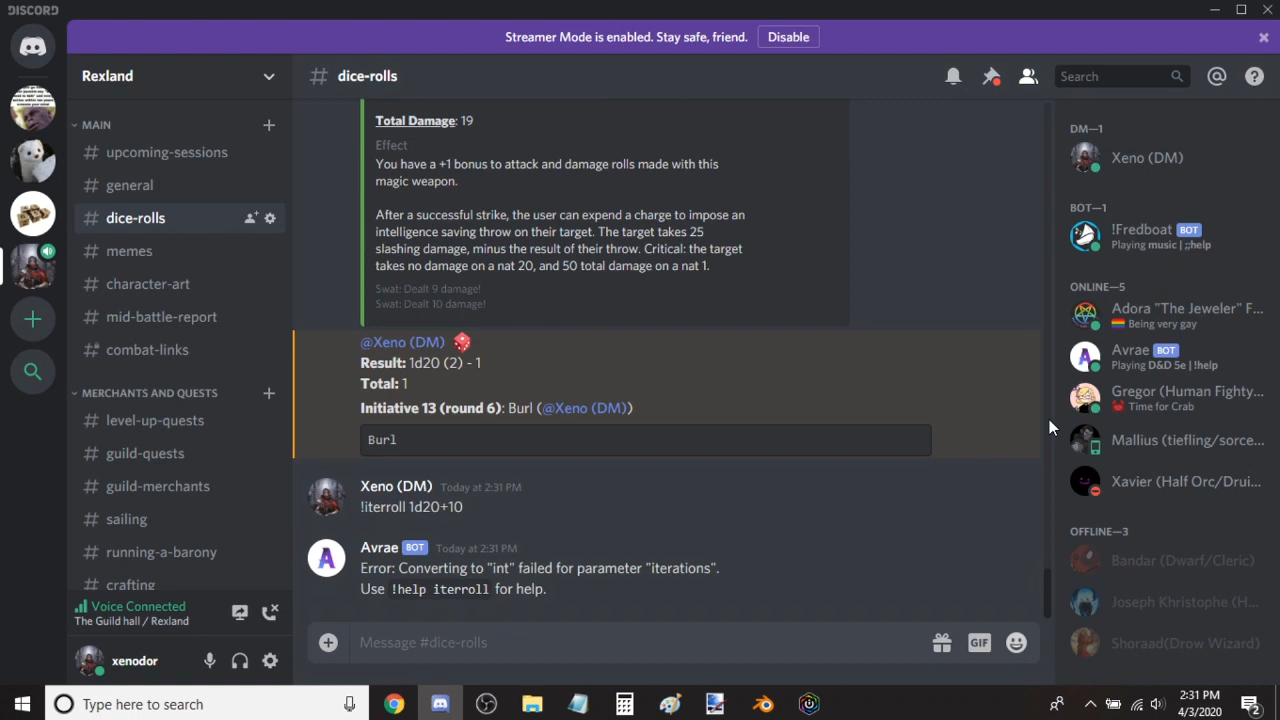 DISCORD
Streamer Mode is enabled. Stay safe, friend. Disable
Rexland
dice-rolls
Search
MAIN
upcoming-sessions
general
dice-rolls
memes
character-art
mid-battle-report
combat-links
MERCHANTS AND QUESTS
level-up-quests
guild-quests
guild-merchants
sailing
running-a-barony
crafting
Voice Connected
The Guild hall / Rexland
xenodor
Total Damage: 19
Effect
You have a +1 bonus to attack and damage rolls made with this
magic weapon.
After a successful strike, the user can expend a charge to impose an
intelligence saving throw on their target. The target takes 25
slashing damage, minus the result of their throw. Critical: the target
takes no damage on a nat 20, and 50 total damage on a nat 1.
Swat: Dealt 9 damage!
Swat: Dealt 10 damage!
@Xeno (DM)
Result: 1d20 (2) - 1
Total: 1
Initiative 13 (round 6): Burl (@Xeno (DM))
Burl
Xeno (DM) Today at 2:31 PM
!iterroll 1d20+10
Avrae BOT Today at 2:31 PM
Error: Converting to "int" failed for parameter "iterations".
Use !help iterroll for help.
Message #dice-rolls
GIF
DM—1
Xeno (DM)
BOT—1
!Fredboat BOT
Playing music | ;;help
ONLINE—5
Adora "The Jeweler" F...
Being very gay
Avrae BOT
Playing D&D 5e | !help
Gregor (Human Fighty...
Time for Crab
Mallius (tiefling/sorce...
Xavier (Half Orc/Drui...
OFFLINE—3
Bandar (Dwarf/Cleric)
Joseph Khristophe (H...
Shoraad(Drow Wizard)
Type here to search
2:31 PM
4/3/2020
2